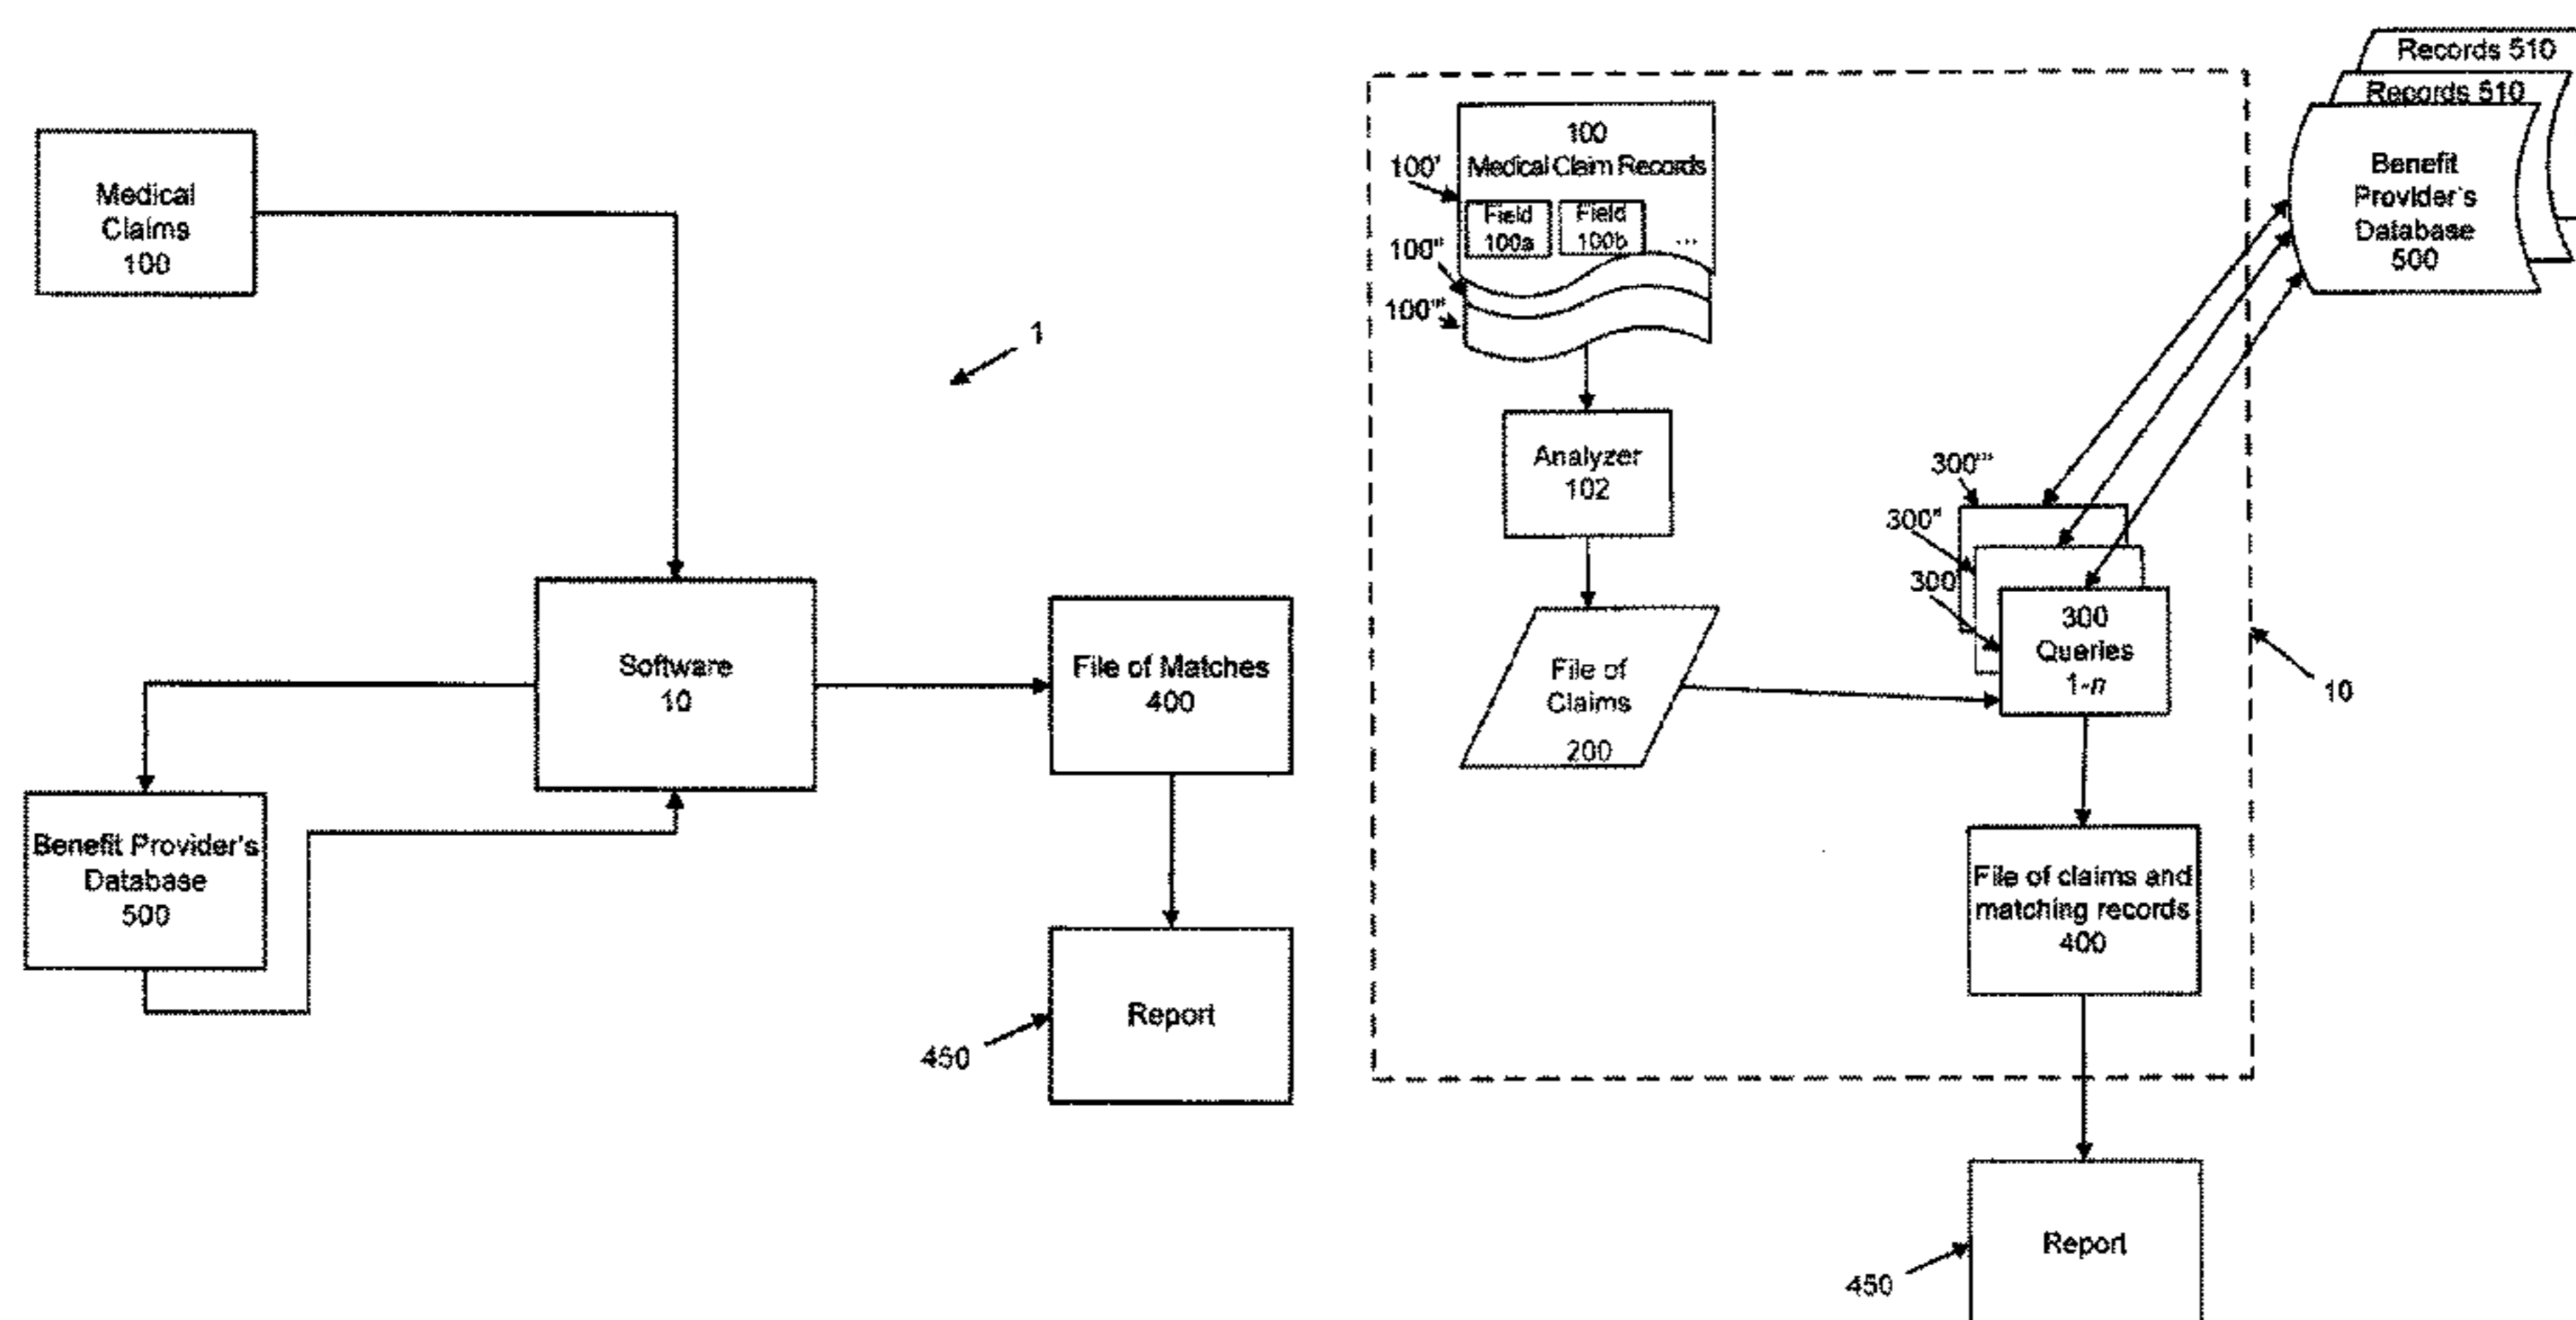 Medical
Claims
100
1
Software
10
File of Matches
400
Benefit Provider's
Database
500
Report
450
Records 510
Records 510
Benefit
Provider's
Database
500
100
Medical Claim Records
100'
Field
100a
Field
100b
...
100"
100'"
Analyzer
102
File of
Claims
200
300'"
300"
300'
300
Queries
1-n
10
File of claims and
matching records
400
Report
450